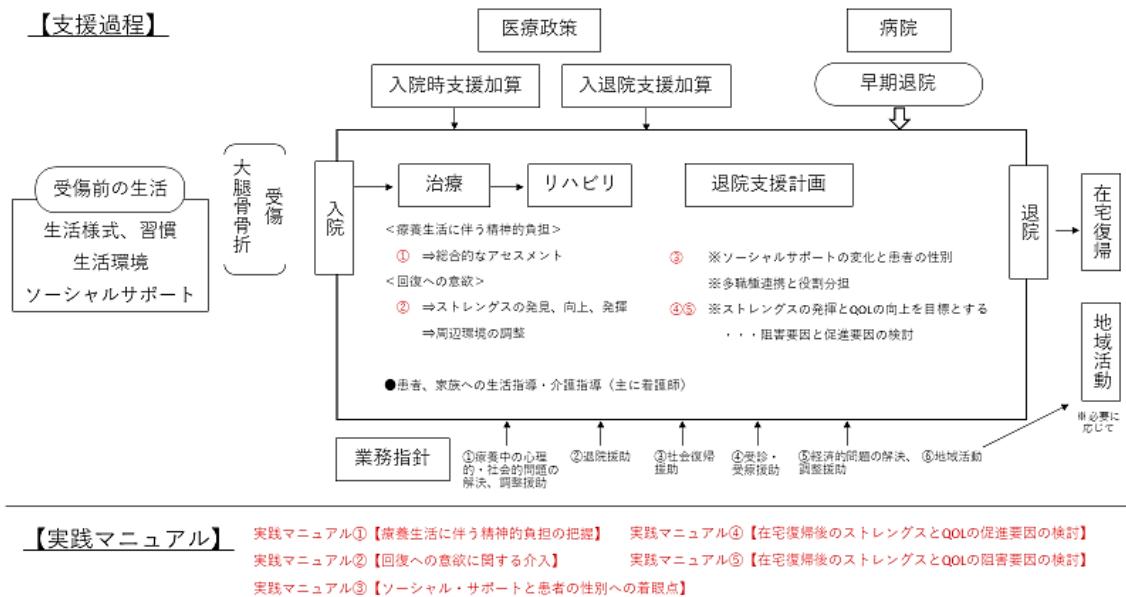 【支援過程】
医療政策
病院
入院時支援加算
入退院支援加算
早期退院
受傷前の生活
生活様式、習慣
生活環境
ソーシャルサポート
受傷
大腿骨骨折
入院
治療
リハビリ
退院支援計画
退院
在宅復帰
<療養生活に伴う精神的負担>
① ⇒総合的なアセスメント
<回復への意欲>
② ⇒ストレングスの発見、向上、発揮
⇒周辺環境の調整
③ ※ソーシャルサポートの変化と患者の性別
※多職種連携と役割分担
④⑤ ※ストレングスの発揮とQOLの向上を目標とする
・・・阻害要因と促進要因の検討
●患者、家族への生活指導・介護指導（主に看護師）
地域活動
※必要に
応じて
業務指針
①療養中の心理
的・社会的問題の
解決、調整援助
②退院援助
③社会復帰
援助
④受診・
受療援助
⑤経済的問題の解決、
調整援助
⑥地域活動
【実践マニュアル】
実践マニュアル①【療養生活に伴う精神的負担の把握】
実践マニュアル②【回復への意欲に関する介入】
実践マニュアル③【ソーシャル・サポートと患者の性別への着眼点】
実践マニュアル④【在宅復帰後のストレングスとQOLの促進要因の検討】
実践マニュアル⑤【在宅復帰後のストレングスとQOLの阻害要因の検討】